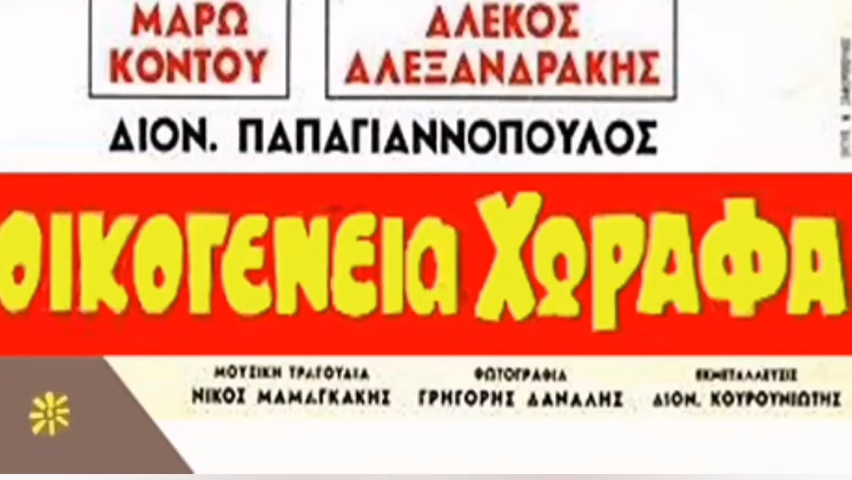 ΜΑΡΩ
ΚΟΝΤΟΥ
ΑΛΕΚΟΣ
ΑΛΕΞΑΝΔΡΑΚΗΣ
ΔΙΟΝ. ΠΑΠΑΓΙΑΝΝΟΠΟΥΛΟΣ
ΟΙΚΟΓΕΝΕΙα ΧΩΡΑΦΑ
ΜΟΥΣΙΚΗ ΤΡΑΓΟΥΔΙΑ
ΝΙΚΟΣ ΜΑΜΑΓΚΑΚΗΣ
ΦΩΤΟΓΡΑΦΙΑ
ΓΡΗΓΟΡΗΣ ΔΑΝΑΛΗΣ
ΕΚΜΕΤΑΛΛΕΥΣΙΣ
ΔΙΟΝ. ΚΟΥΡΟΥΝΙΩΤΗΣ